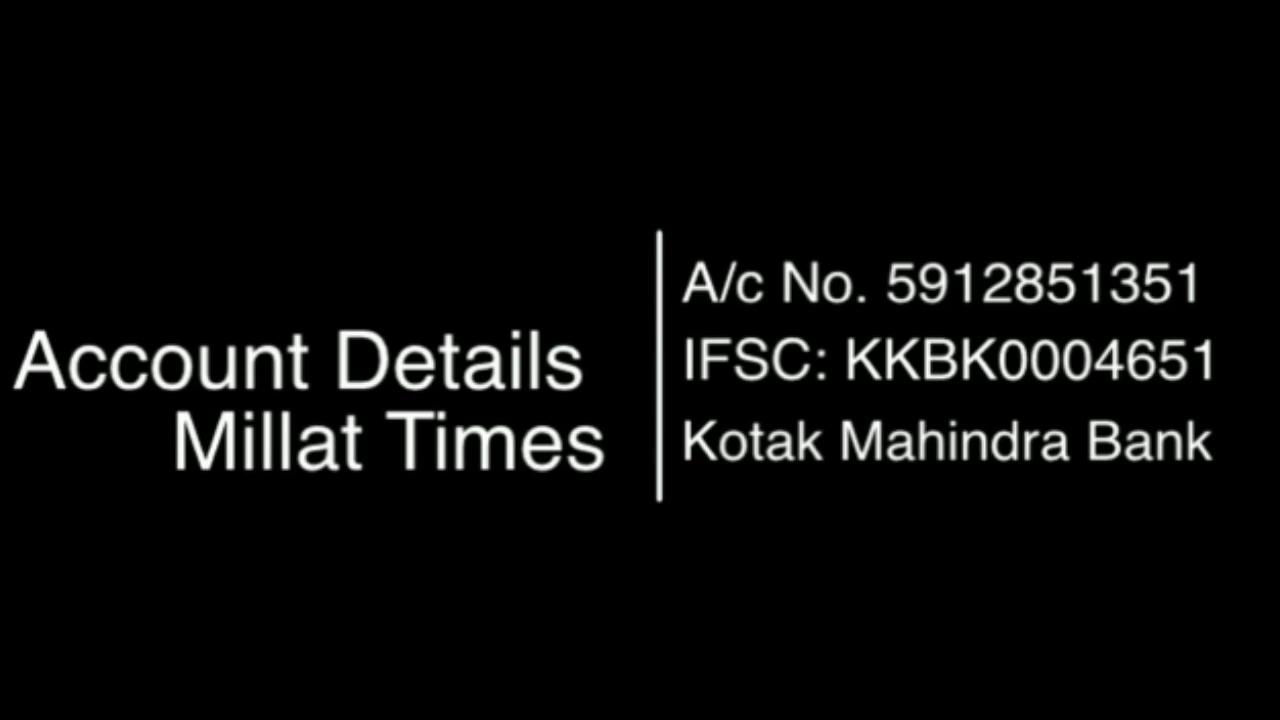 Account Details
Millat Times
A/c No. 5912851351
IFSC: KKBK0004651
Kotak Mahindra Bank